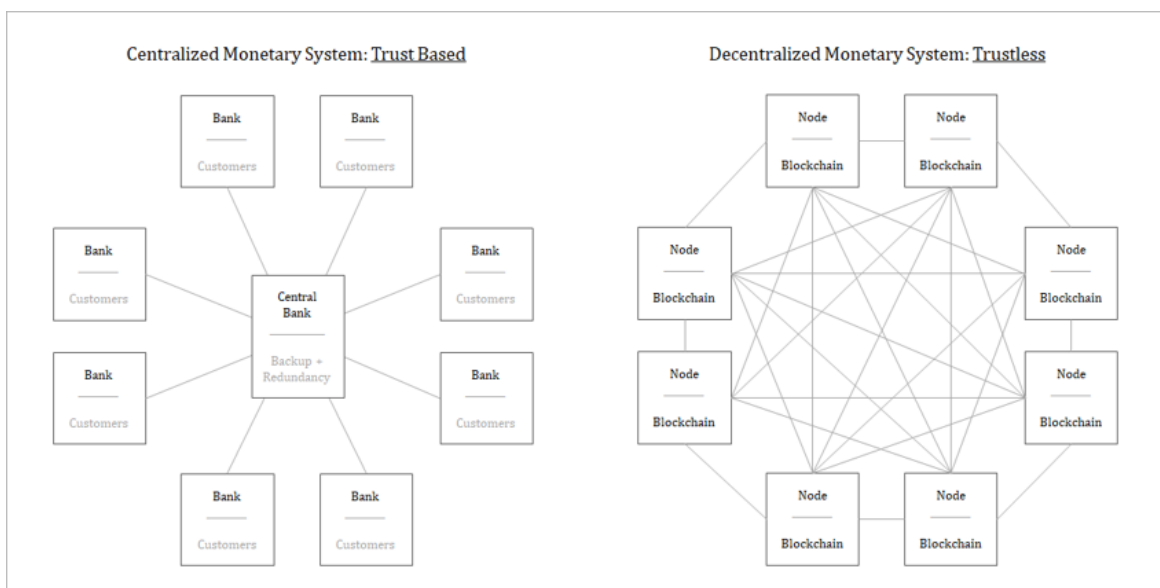 Centralized Monetary System: Trust Based
Bank
Customers
Bank
Customers
Bank
Customers
Bank
Customers
Central
Bank
Backup +
Redundancy
Bank
Customers
Bank
Customers
Bank
Customers
Bank
Customers
Decentralized Monetary System: Trustless
Node
Blockchain
Node
Blockchain
Node
Blockchain
Node
Blockchain
Node
Blockchain
Node
Blockchain
Node
Blockchain
Node
Blockchain